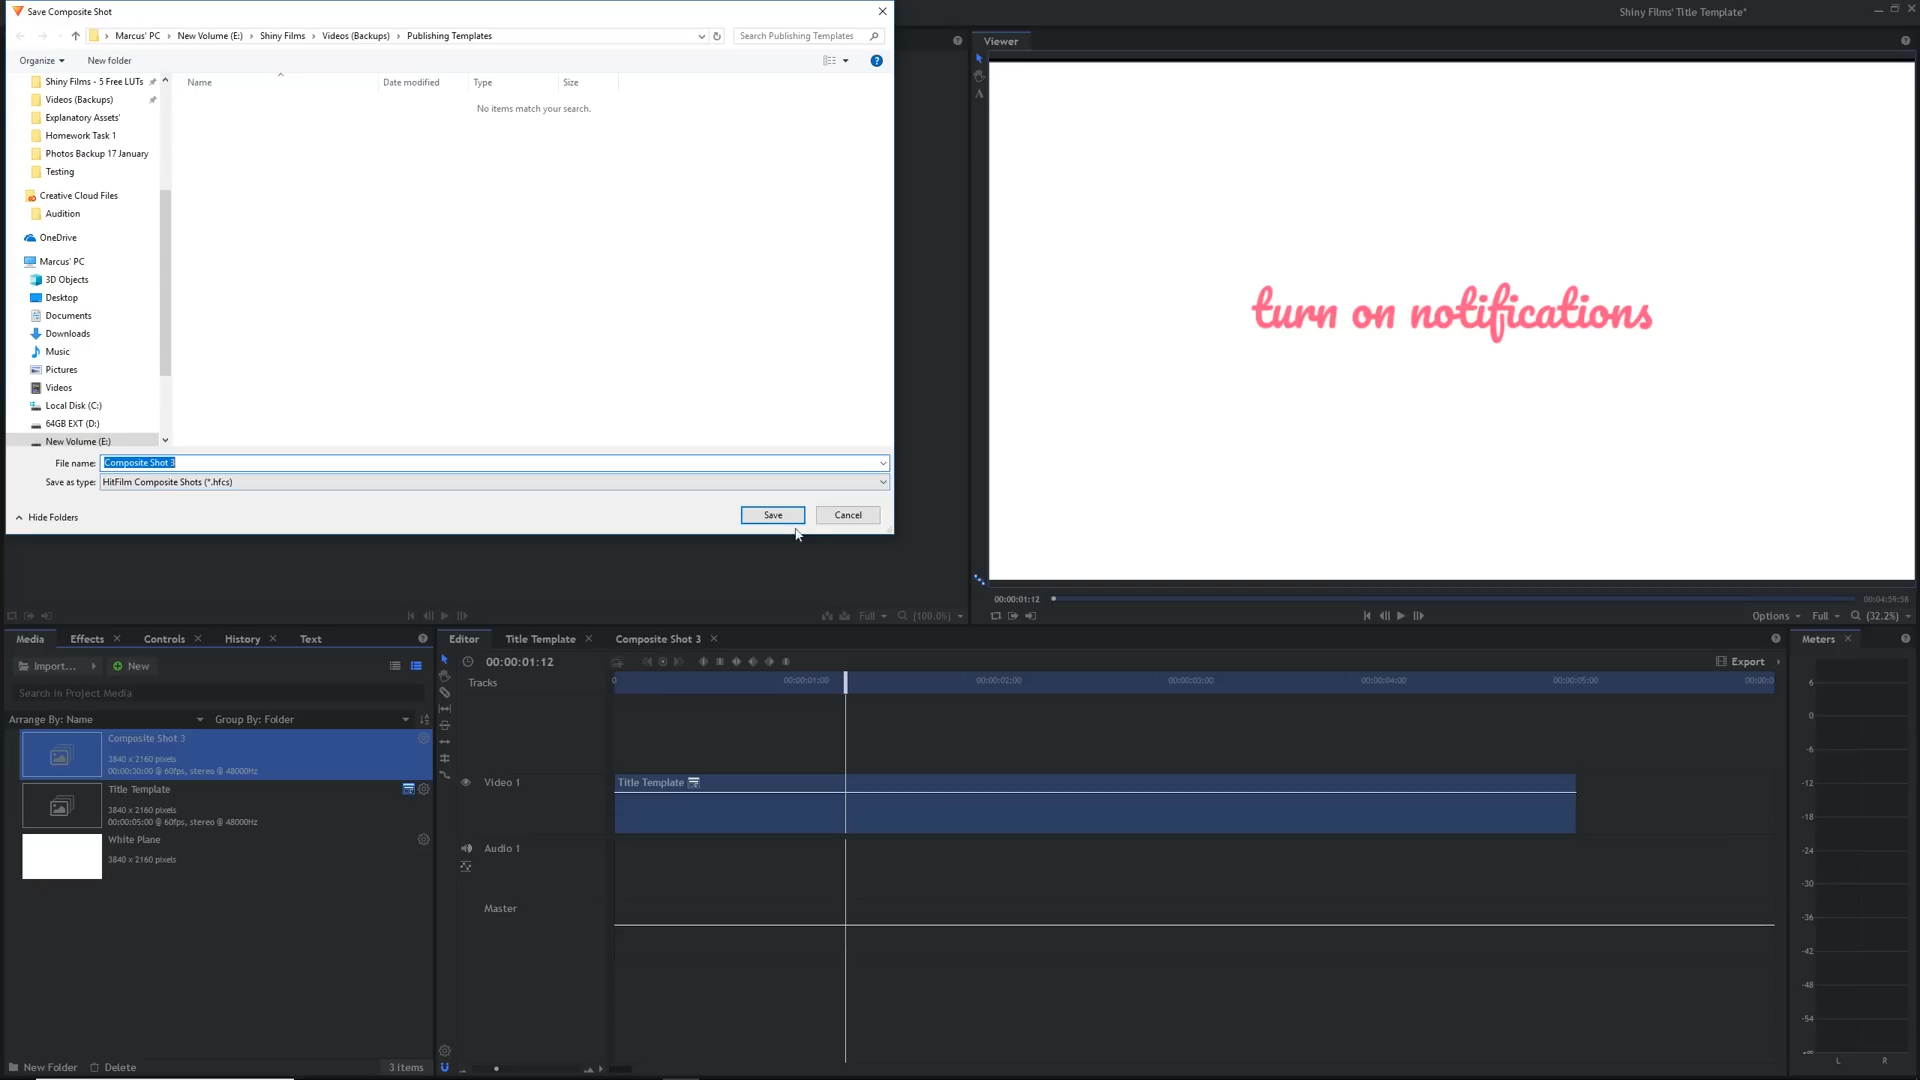 Save Composite Shot
Shiny Films' Title Template*
Marcus' PC > New Volume (E:) > Shiny Films > Videos (Backups) > Publishing Templates
Search Publishing Templates
Organize
New folder
Name
Date modified
Type
Size
No items match your search.
Shiny Films - 5 Free LUTs
Videos (Backups)
Explanatory Assets'
Homework Task 1
Photos Backup 17 January
Testing
Creative Cloud Files
Audition
OneDrive
Marcus' PC
3D Objects
Desktop
Documents
Downloads
Music
Pictures
Videos
Local Disk (C:)
64GB EXT (D:)
New Volume (E:)
File name: Composite Shot 3
Save as type: HitFilm Composite Shots (*.hfcs)
Hide Folders
Save
Cancel
Full (100.0%)
Viewer
A
turn on notifications
00:00:01:12
00:04:59:58
Options Full (32.2%)
Media Effects Controls History Text
Import... New
Search in Project Media
Arrange By: Name Group By: Folder
Composite Shot 3
3840 x 2160 pixels
00:00:30:00 @ 60fps, stereo @ 48000Hz
Title Template
3840 x 2160 pixels
00:00:05:00 @ 60fps, stereo @ 48000Hz
White Plane
3840 x 2160 pixels
New Folder Delete 3 items
Editor Title Template Composite Shot 3
00:00:01:12
Export
Tracks
0 00:00:01:00 00:00:02:00 00:00:03:00 00:00:04:00 00:00:05:00 00:00:0
Video 1
Title Template
Audio 1
Master
Meters
6
0
-6
-12
-18
-24
-30
-36
-42
-48
-54
-∞
L R